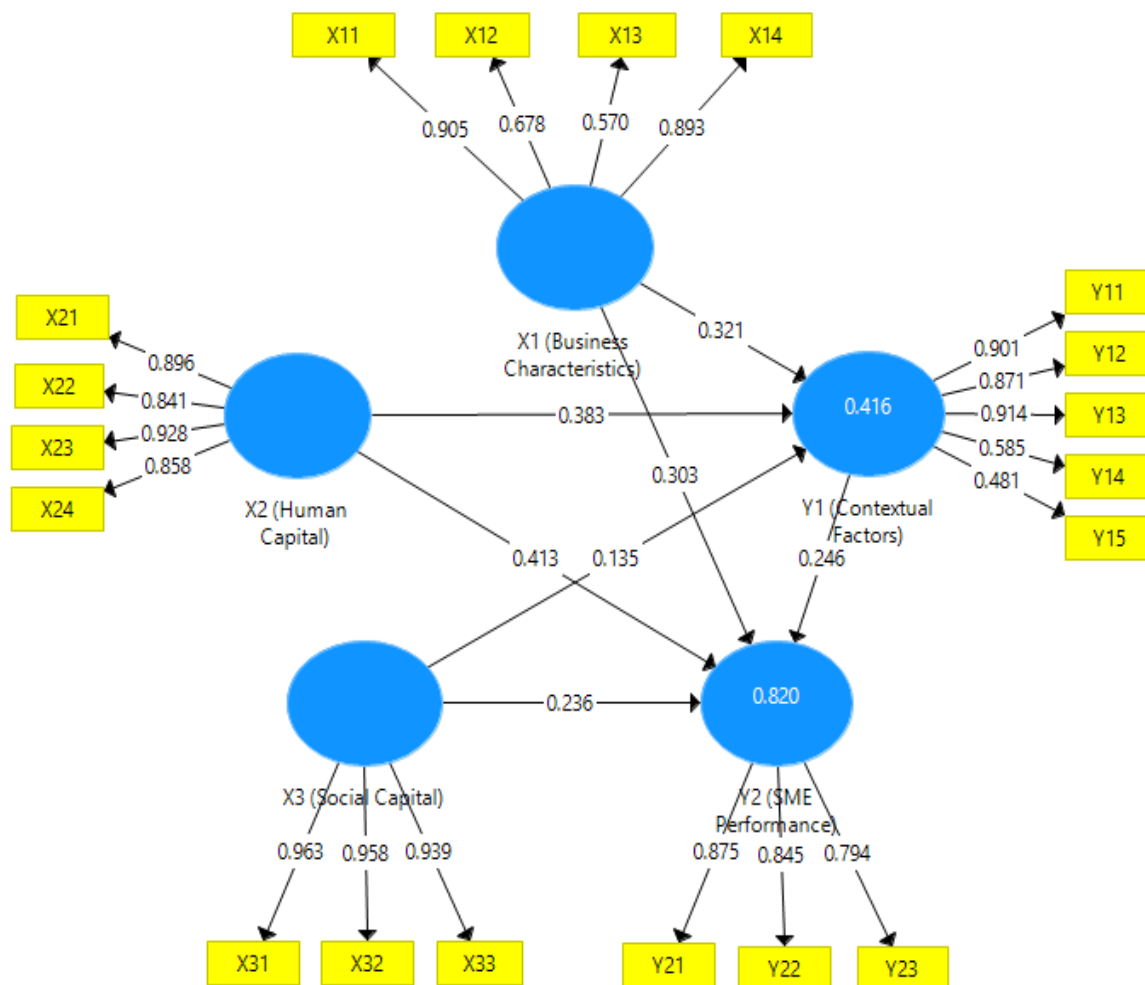 X11 X12 X13 X14
0.905 0.678 0.570 0.893
X1 (Business
Characteristics)
X21
X22
X23
X24
0.896
0.841
0.928
0.858
X2 (Human
Capital)
0.321
0.383
0.303
0.413
0.135
0.246
0.236
0.416
Y1 (Contextual
Factors)
0.901
0.871
0.914
0.585
0.481
Y11
Y12
Y13
Y14
Y15
X3 (Social Capital)
0.963 0.958 0.939
X31 X32 X33
0.820
Y2 (SME
Performance)
0.875 0.845 0.794
Y21 Y22 Y23